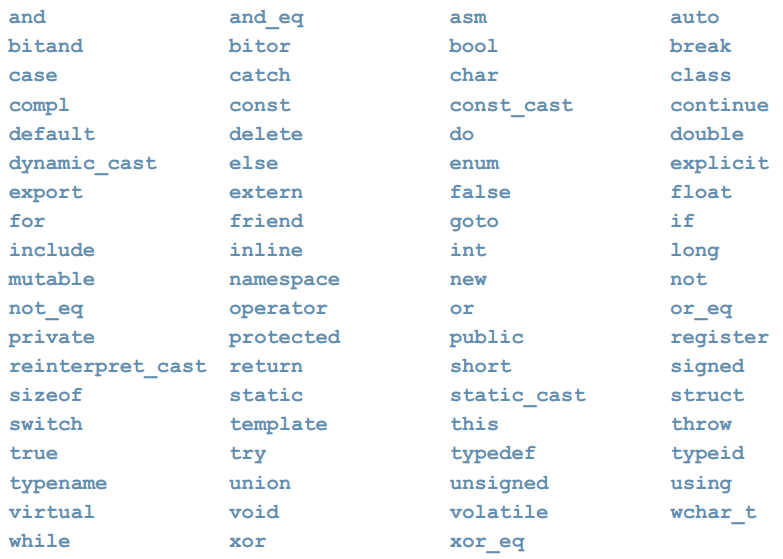 and and_eq asm auto
bitand bitor bool break
case catch char class
compl const const_cast continue
default delete do double
dynamic_cast else enum explicit
export extern false float
for friend goto if
include inline int long
mutable namespace new not
not_eq operator or or_eq
private protected public register
reinterpret_cast return short signed
sizeof static static_cast struct
switch template this throw
true try typedef typeid
typename union unsigned using
virtual void volatile wchar_t
while xor xor_eq